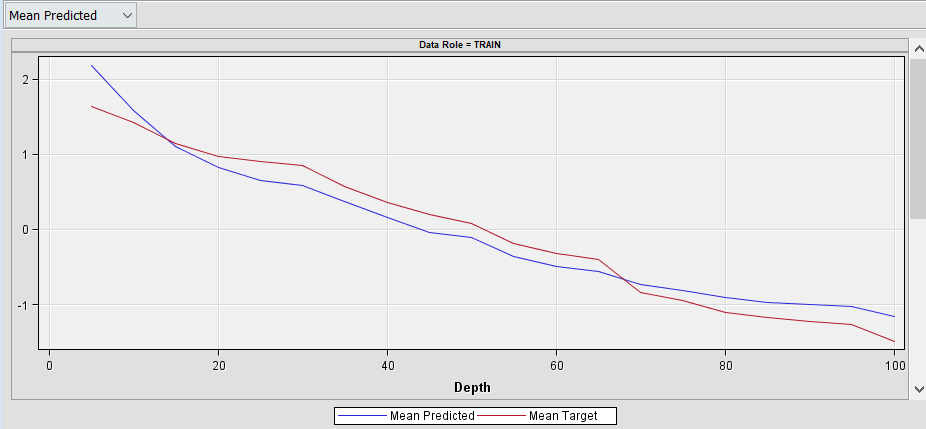 Mean Predicted
Data Role = TRAIN
2
1
0
-1
0 20 40 60 80 100
Depth
Mean Predicted Mean Target